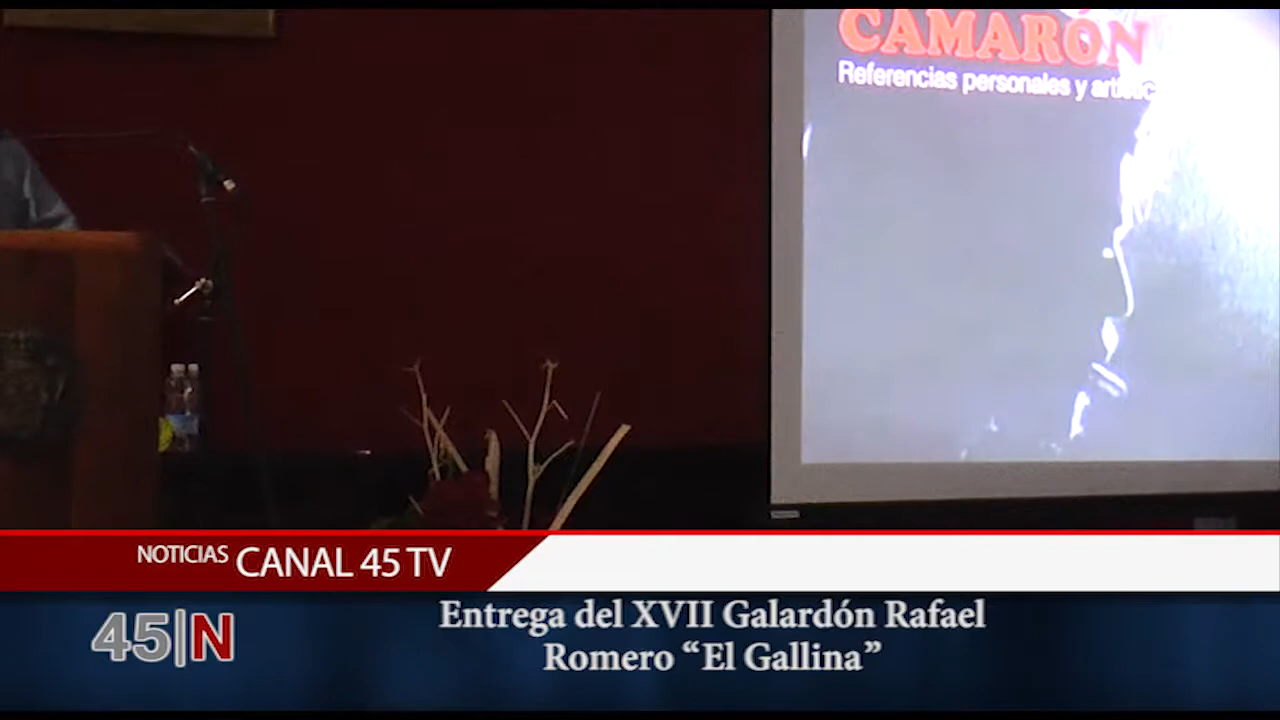 CAMARÓN
Referencias personales y
NOTICIAS CANAL 45 TV
45|N
Entrega del XVII Galardón Rafael
Romero “El Gallina”